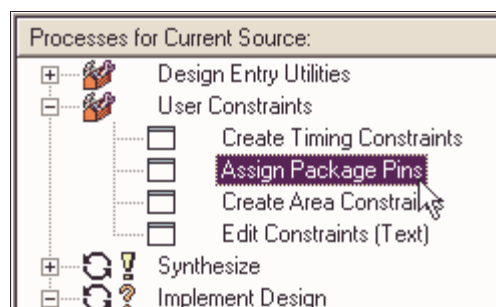 Processes for Current Source:
Design Entry Utilities
User Constraints
Create Timing Constraints
Assign Package Pins
Create Area Constraints
Edit Constraints (Text)
Synthesize
Implement Design